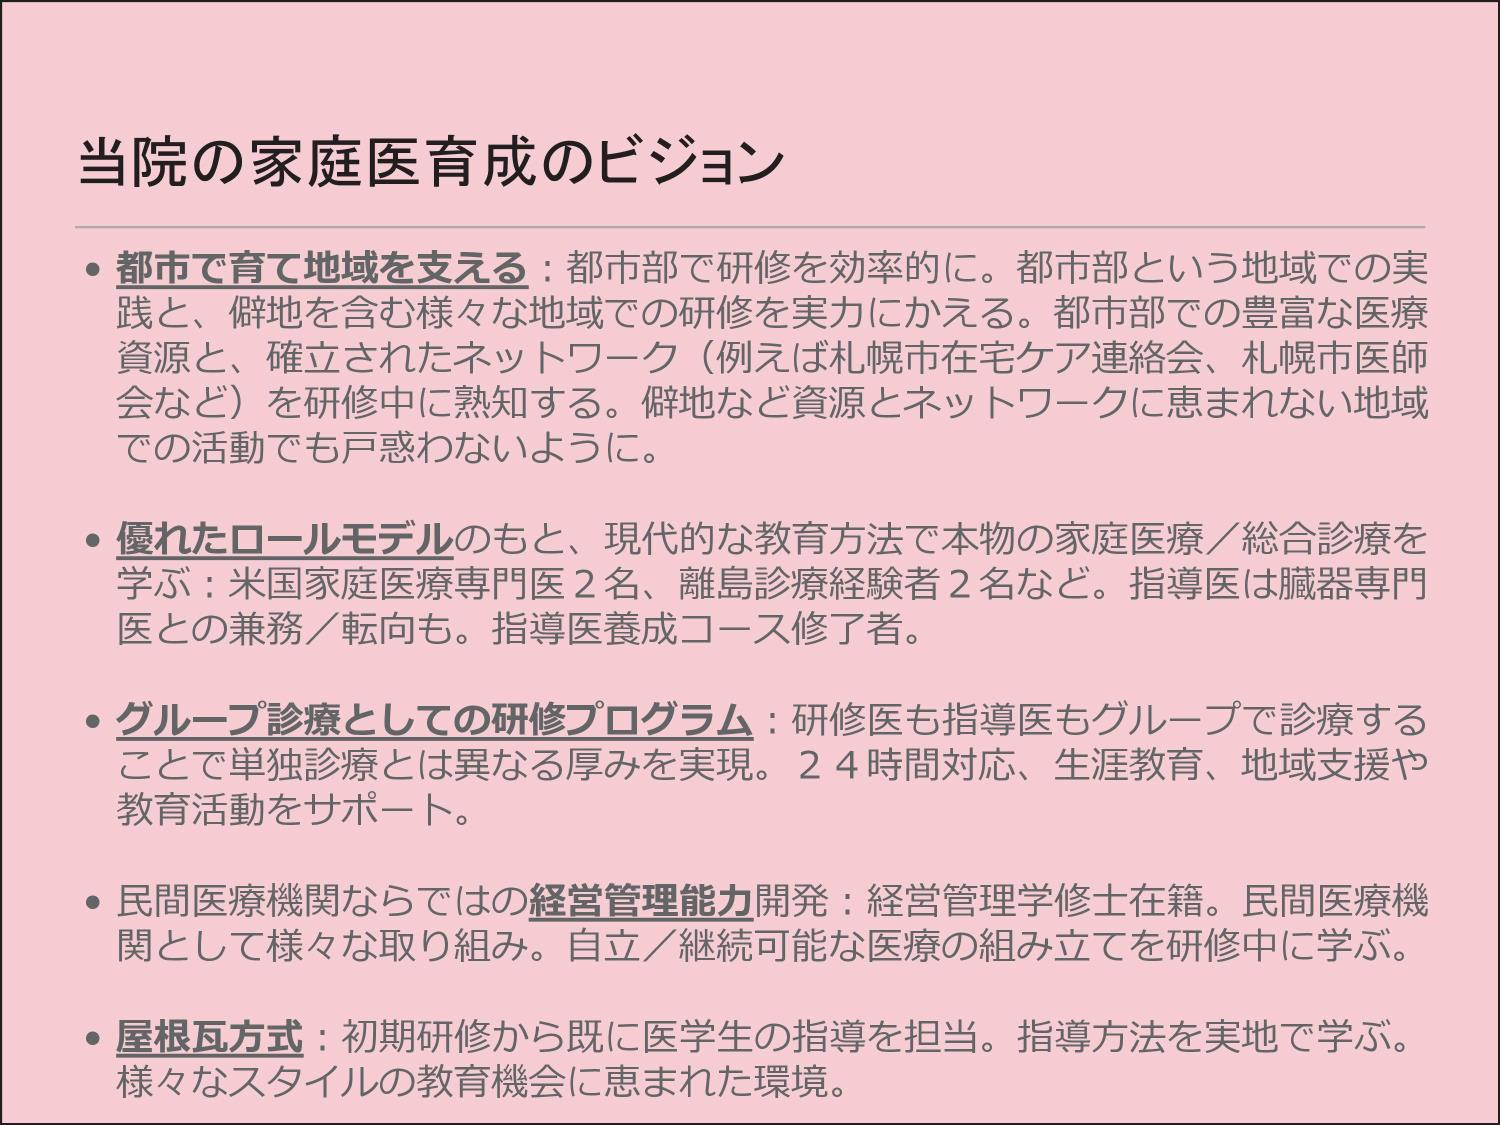 当院の家庭医育成のビジョン
• 都市で育て地域を支える：都市部で研修を効率的に。都市部という地域での実
践と、僻地を含む様々な地域での研修を実力にかえる。都市部での豊富な医療
資源と、確立されたネットワーク（例えば札幌市在宅ケア連絡会、札幌市医師
会など）を研修中に熟知する。僻地など資源とネットワークに恵まれない地域
での活動でも戸惑わないように。
• 優れたロールモデルのもと、現代的な教育方法で本物の家庭医療／総合診療を
学ぶ：米国家庭医療専門医２名、離島診療経験者２名など。指導医は臓器専門
医との兼務／転向も。指導医養成コース修了者。
• グループ診療としての研修プログラム：研修医も指導医もグループで診療する
ことで単独診療とは異なる厚みを実現。２４時間対応、生涯教育、地域支援や
教育活動をサポート。
• 民間医療機関ならではの経営管理能力開発：経営管理学修士在籍。民間医療機
関として様々な取り組み。自立／継続可能な医療の組み立てを研修中に学ぶ。
• 屋根瓦方式：初期研修から既に医学生の指導を担当。指導方法を実地で学ぶ。
様々なスタイルの教育機会に恵まれた環境。